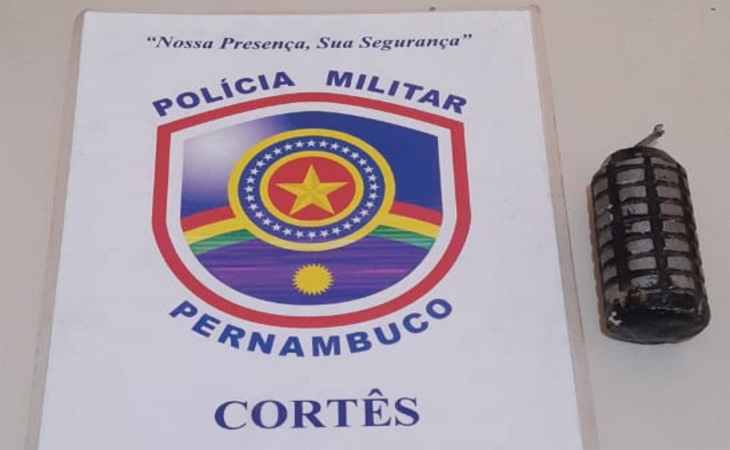 “Nossa Presença, Sua Segurança”
POLÍCIA MILITAR
PERNAMBUCO
CORTÊS